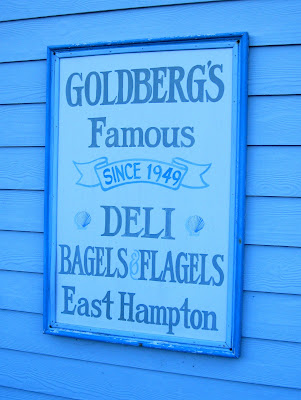 GOLDBERG'S
Famous
SINCE 1949
DELI
BAGELS & FLAGELS
East Hampton